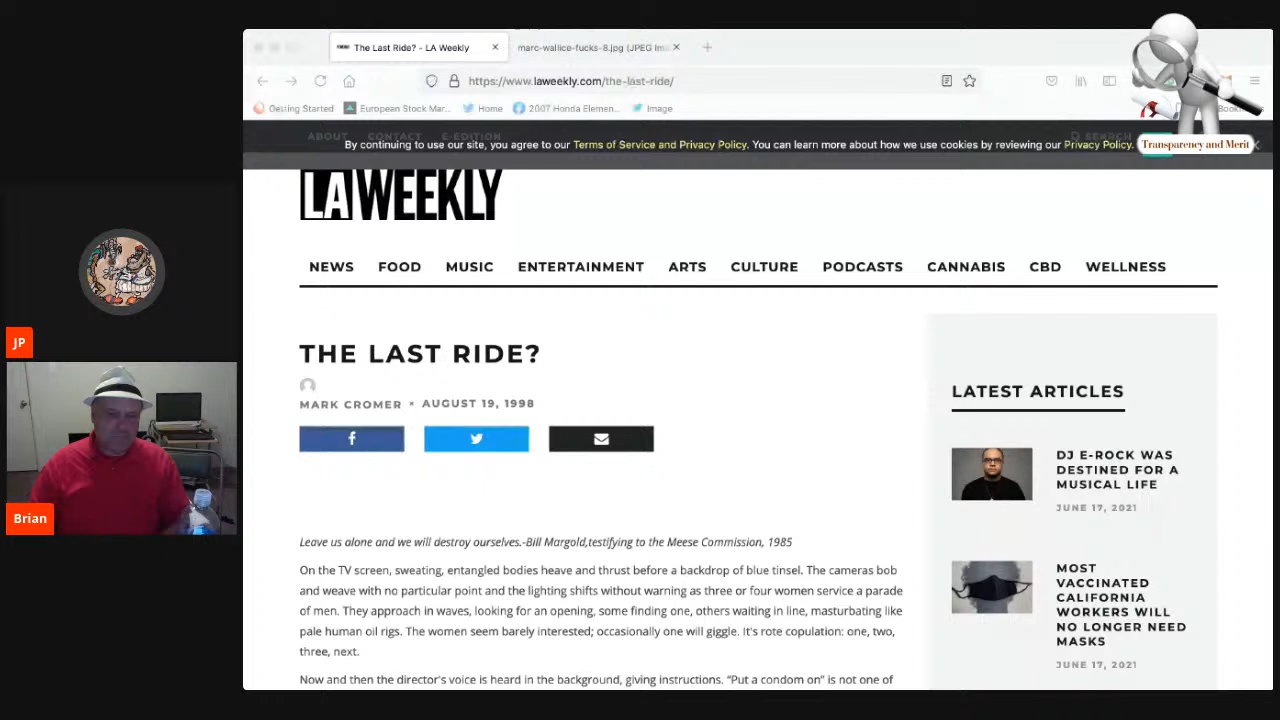 The Last Ride? - LA Weekly
marc-wallice-fucks-8.jpg (JPEG Ima
https://www.laweekly.com/the-last-ride/
Getting Started
European Stock Mar...
Home
2007 Honda Elemen...
Image
ABOUT CONTACT E-EDITION
SEARCH
By continuing to use our site, you agree to our Terms of Service and Privacy Policy. You can learn more about how we use cookies by reviewing our Privacy Policy.
Transparency and Merit
LA WEEKLY
NEWS FOOD MUSIC ENTERTAINMENT ARTS CULTURE PODCASTS CANNABIS CBD WELLNESS
THE LAST RIDE?
MARK CROMER • AUGUST 19, 1998
Leave us alone and we will destroy ourselves.-Bill Margold,testifying to the Meese Commission, 1985
On the TV screen, sweating, entangled bodies heave and thrust before a backdrop of blue tinsel. The cameras bob
and weave with no particular point and the lighting shifts without warning as three or four women service a parade
of men. They approach in waves, looking for an opening, some finding one, others waiting in line, masturbating like
pale human oil rigs. The women seem barely interested; occasionally one will giggle. It's rote copulation: one, two,
three, next.
Now and then the director's voice is heard in the background, giving instructions. "Put a condom on" is not one of
LATEST ARTICLES
DJ E-ROCK WAS
DESTINED FOR A
MUSICAL LIFE
JUNE 17, 2021
MOST
VACCINATED
CALIFORNIA
WORKERS WILL
NO LONGER NEED
MASKS
JUNE 17, 2021
JP
Brian